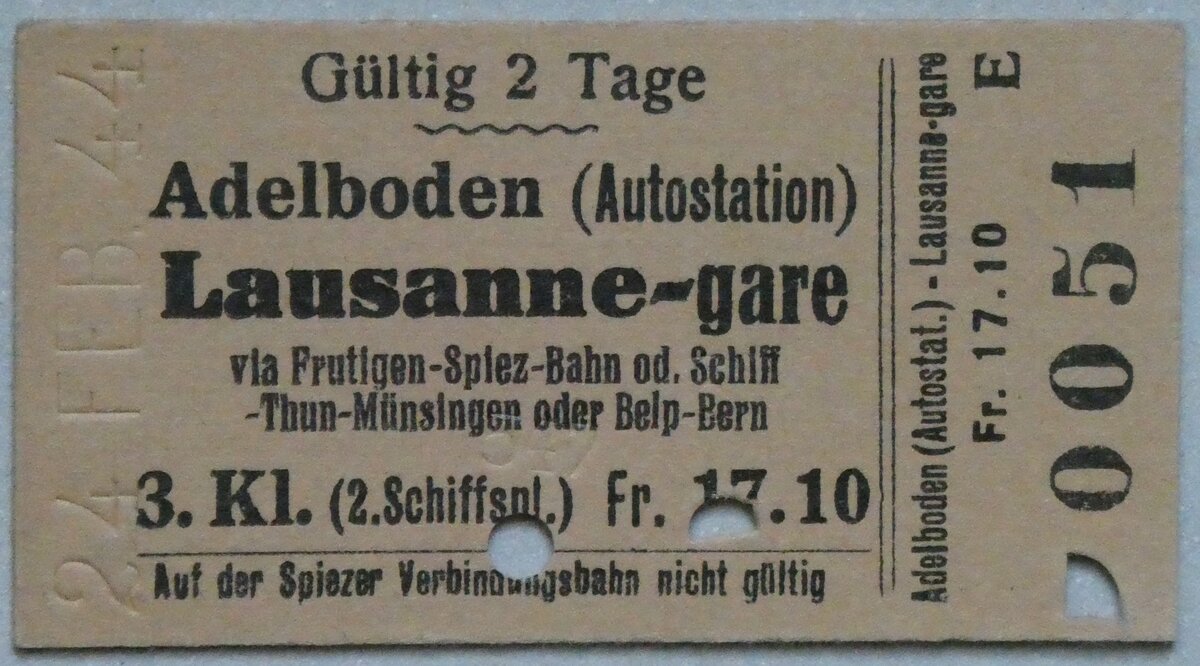 Gültig 2 Tage
Adelboden (Autostation)
Lausanne-gare
via Frutigen-Spiez-Bahn od. Schiff
-Thun-Münsingen oder Belp-Bern
3. Kl. (2.Schiffspl.) Fr. 17.10
Auf der Spiezer Verbindungsbahn nicht gültig
Adelboden (Autostat.) - Lausanne-gare
Fr. 17.10 E
00051
24 FEB. 44